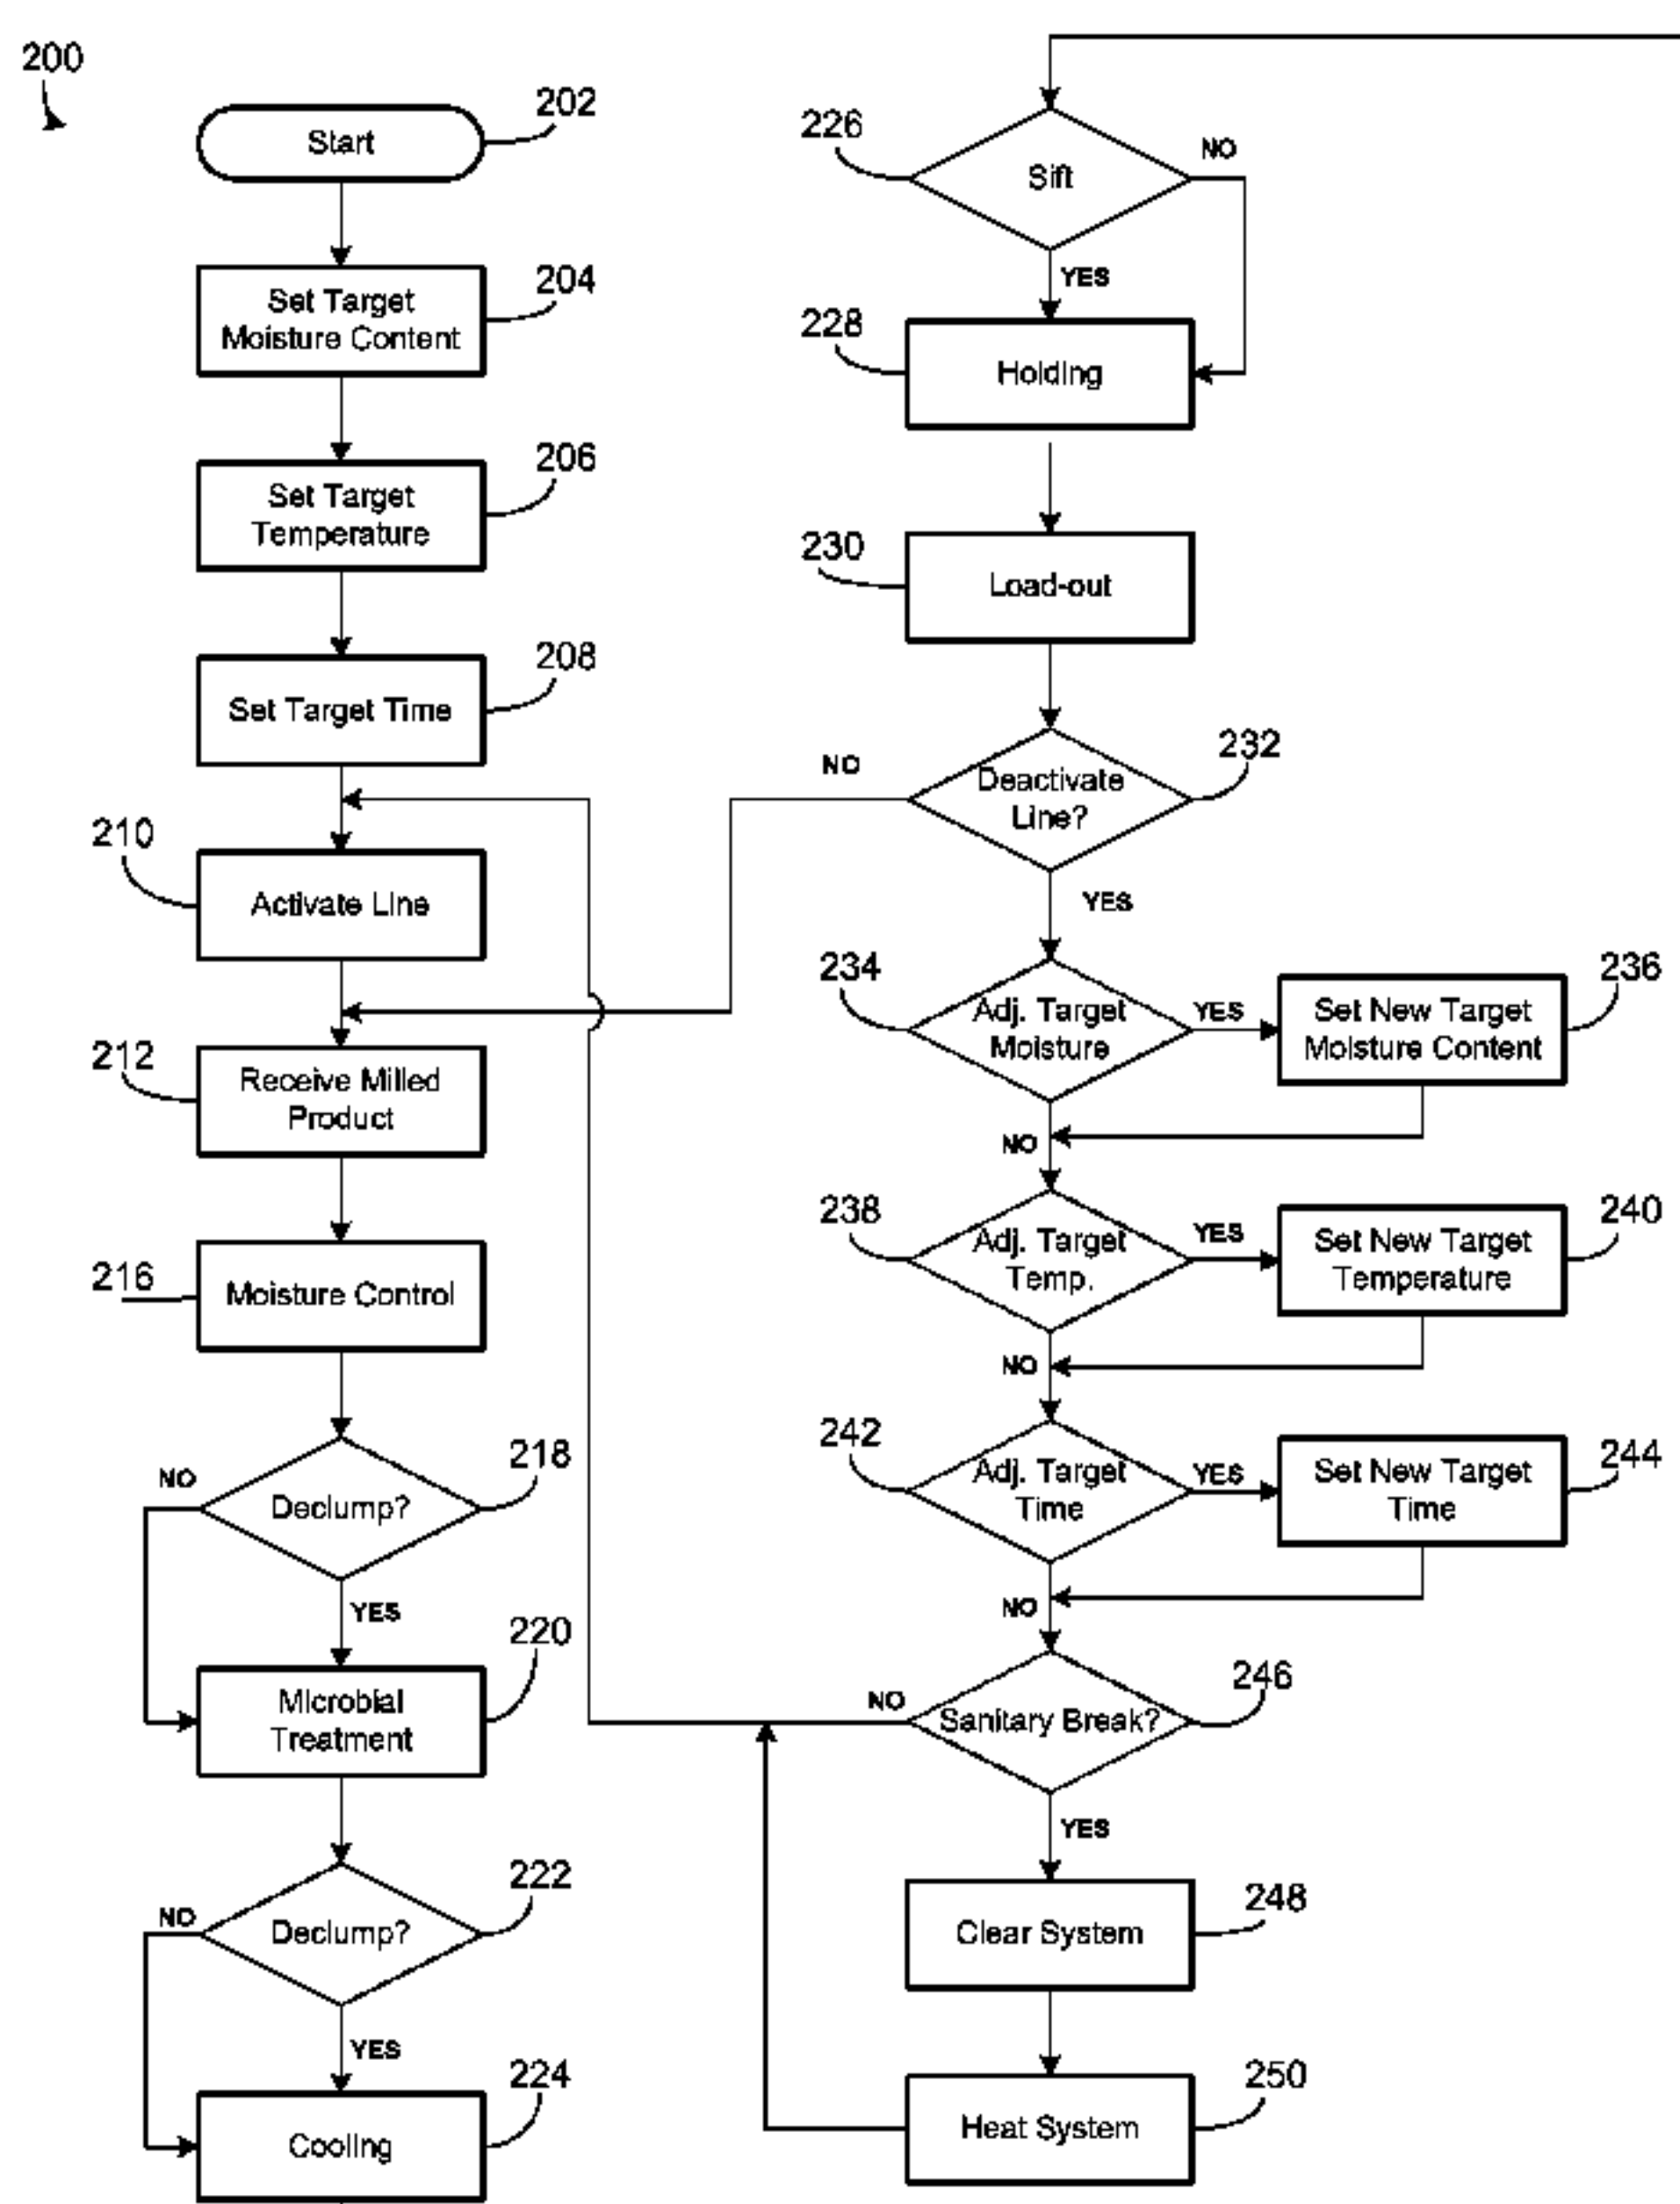 200
Start
202
Set Target
Moisture Content
204
Set Target
Temperature
206
Set Target Time
208
210
Activate Line
212
Receive Milled
Product
216
Moisture Control
NO
Declump?
218
YES
Microbial
Treatment
220
NO
Declump?
222
YES
Cooling
224
226
Sift
NO
YES
228
Holding
230
Load-out
NO
Deactivate
Line?
232
YES
234
Adj. Target
Moisture
YES
Set New Target
Moisture Content
236
NO
238
Adj. Target
Temp.
YES
Set New Target
Temperature
240
NO
242
Adj. Target
Time
YES
Set New Target
Time
244
NO
NO
Sanitary Break?
246
YES
Clear System
248
Heat System
250